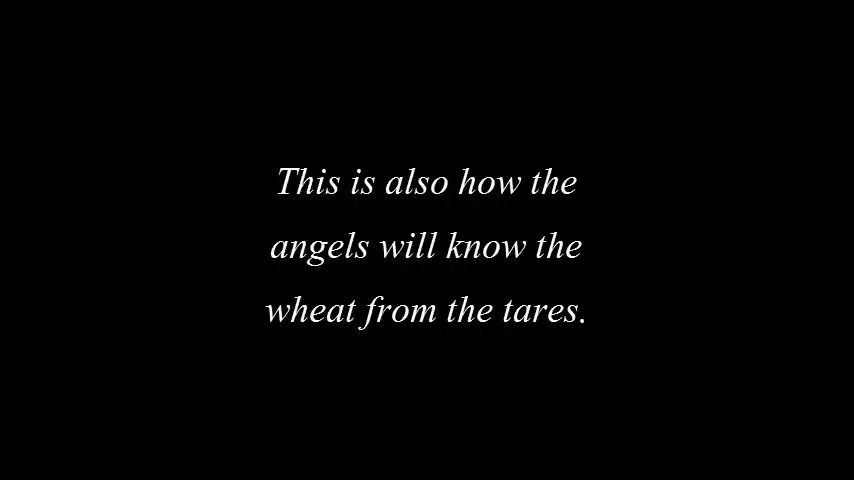 This is also how the
angels will know the
wheat from the tares.